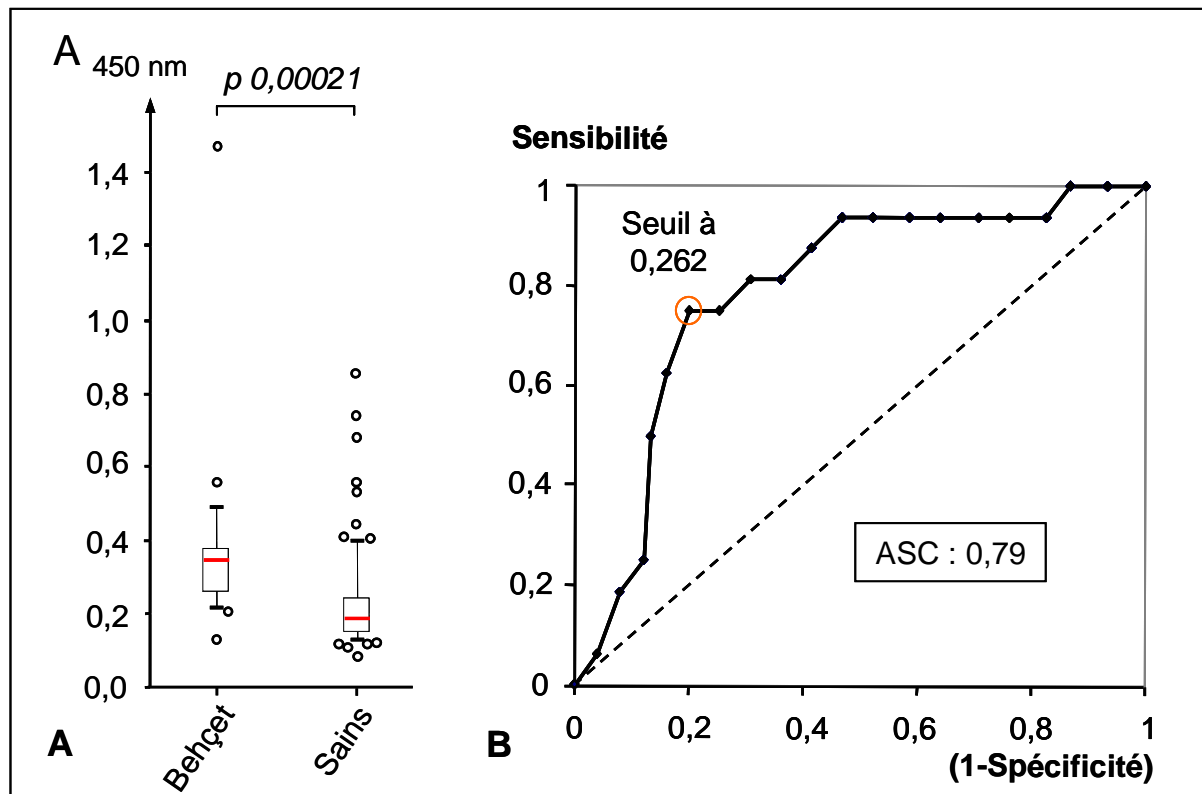 A
450 nm
p 0,00021
1,4
1,2
1,0
0,8
0,6
0,4
0,2
0,0
Behçet
Sains
A
Sensibilité
1
0,8
0,6
0,4
0,2
0
Seuil à
0,262
ASC : 0,79
0
0,2
0,4
0,6
0,8
1
B
(1-Spécificité)